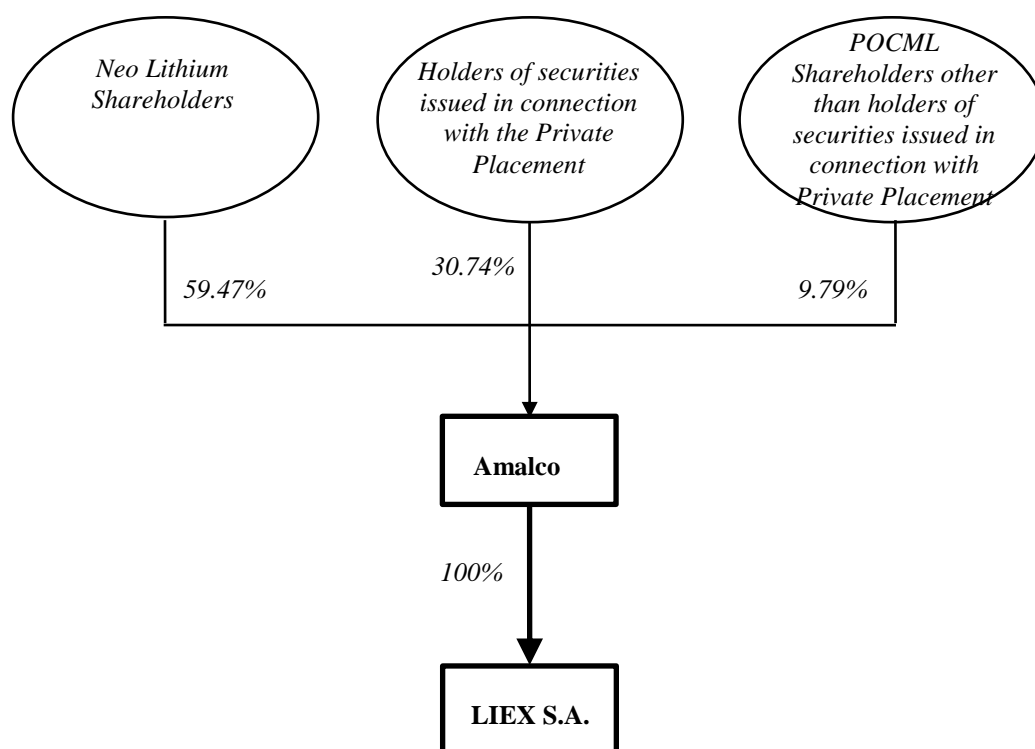 Neo Lithium
Shareholders
Holders of securities
issued in connection
with the Private
Placement
POCML
Shareholders other
than holders of
securities issued in
connection with
Private Placement
59.47%
30.74%
9.79%
Amalco
100%
LIEX S.A.